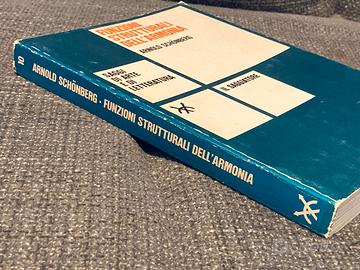 FUNZIONI
STRUTTURALI
DELL'ARMONIA
ARNOLD SCHÖNBERG
SAGGI
DI ARTE
E DI
LETTERATURA
IL SAGGIATORE
10 ARNOLD SCHÖNBERG · FUNZIONI STRUTTURALI DELL'ARMONIA